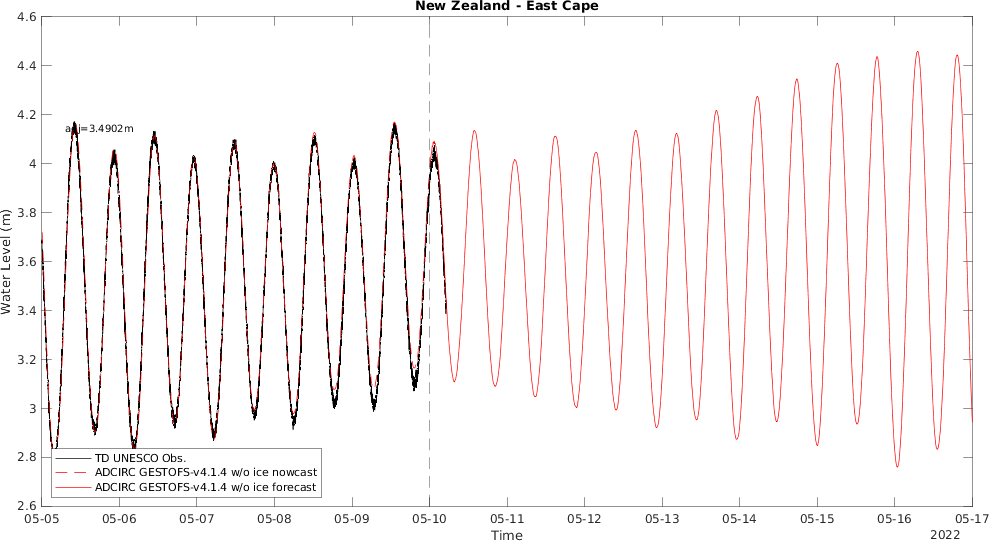 New Zealand - East Cape
4.6
4.4
4.2
4
3.8
3.6
3.4
3.2
3
2.8
2.6
Water Level (m)
adj=3.4902m
TD UNESCO Obs.
ADCIRC GESTOFS-v4.1.4 w/o ice nowcast
ADCIRC GESTOFS-v4.1.4 w/o ice forecast
05-05 05-06 05-07 05-08 05-09 05-10 05-11 05-12 05-13 05-14 05-15 05-16 05-17
Time
2022